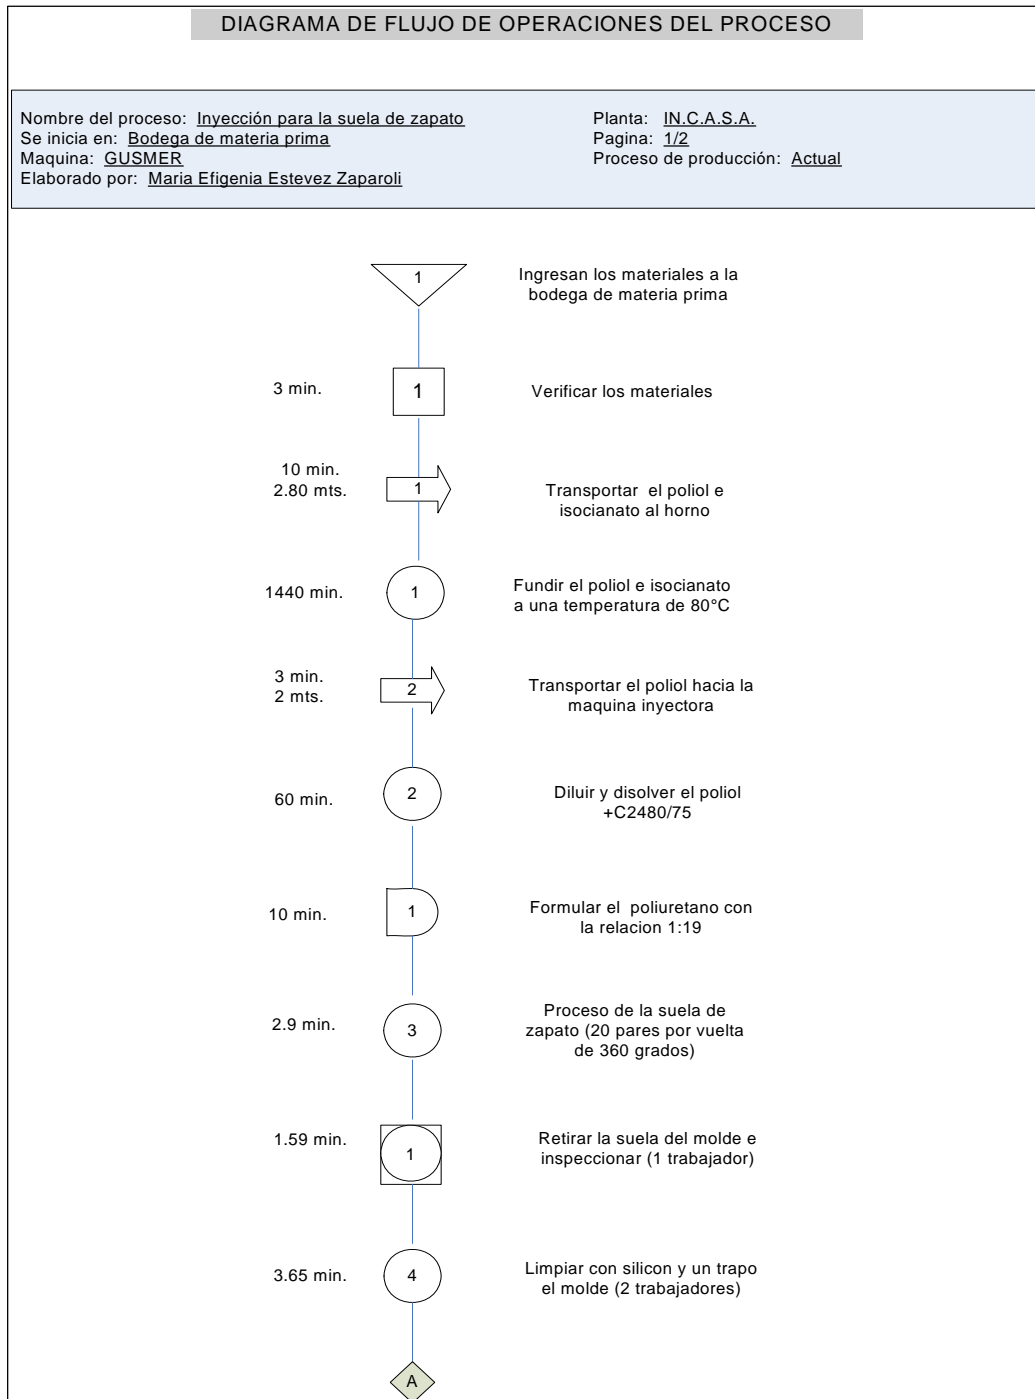 DIAGRAMA DE FLUJO DE OPERACIONES DEL PROCESO
Nombre del proceso: Inyección para la suela de zapato
Se inicia en: Bodega de materia prima
Maquina: GUSMER
Elaborado por: Maria Efigenia Estevez Zaparoli
Planta: IN.C.A.S.A.
Pagina: 1/2
Proceso de producción: Actual
1
Ingresan los materiales a la
bodega de materia prima
3 min.
1
Verificar los materiales
10 min.
2.80 mts.
1
Transportar el poliol e
isocianato al horno
1440 min.
1
Fundir el poliol e isocianato
a una temperatura de 80°C
3 min.
2 mts.
2
Transportar el poliol hacia la
maquina inyectora
60 min.
2
Diluir y disolver el poliol
+C2480/75
10 min.
1
Formular el poliuretano con
la relacion 1:19
2.9 min.
3
Proceso de la suela de
zapato (20 pares por vuelta
de 360 grados)
1.59 min.
1
Retirar la suela del molde e
inspeccionar (1 trabajador)
3.65 min.
4
Limpiar con silicon y un trapo
el molde (2 trabajadores)
A